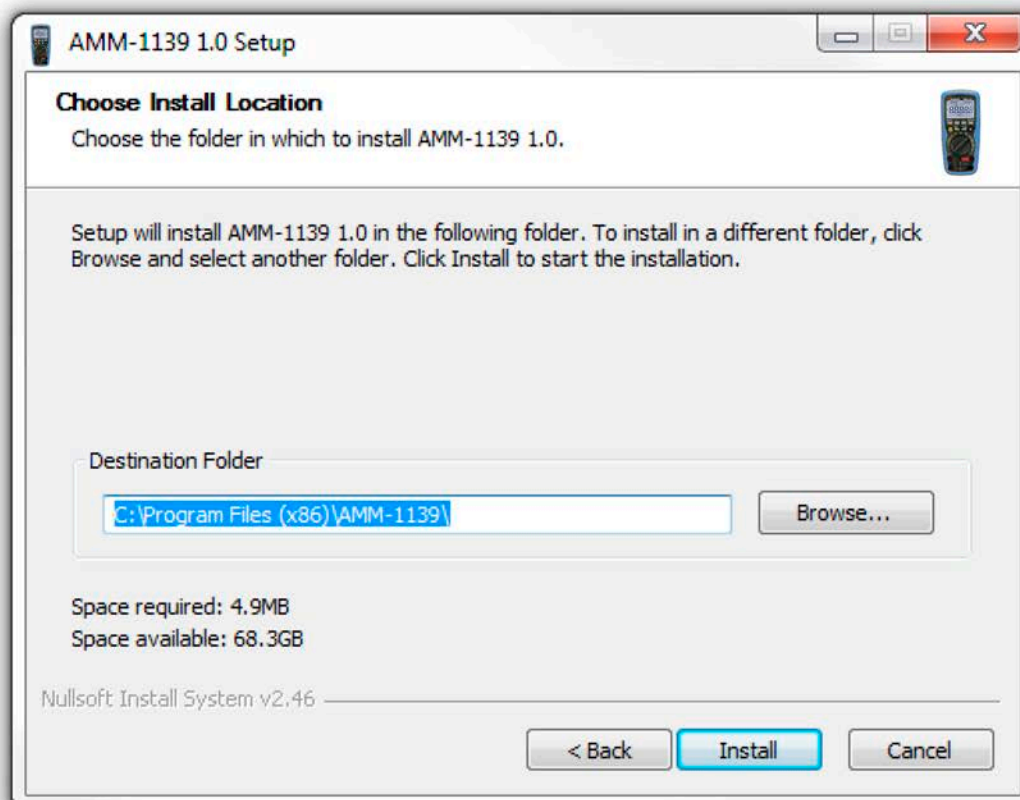 AMM-1139 1.0 Setup
Choose Install Location
Choose the folder in which to install AMM-1139 1.0.
Setup will install AMM-1139 1.0 in the following folder. To install in a different folder, click
Browse and select another folder. Click Install to start the installation.
Destination Folder
C:\Program Files (x86)\AMM-1139\
Browse...
Space required: 4.9MB
Space available: 68.3GB
Nullsoft Install System v2.46
< Back
Install
Cancel